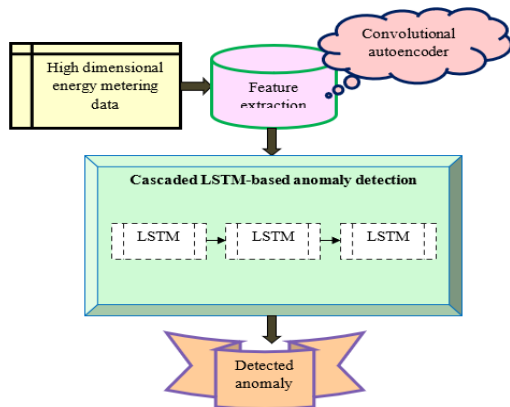 High dimensional
energy metering
data
Feature
extraction
Convolutional
autoencoder
Cascaded LSTM-based anomaly detection
LSTM
LSTM
LSTM
Detected
anomaly